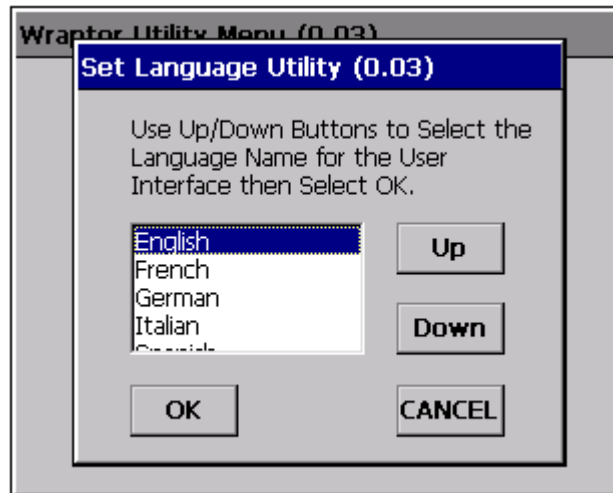 Wraptor Utility Menu (0.03)
Set Language Utility (0.03)
Use Up/Down Buttons to Select the
Language Name for the User
Interface then Select OK.
English
French
German
Italian
Spanish
Up
Down
OK
CANCEL